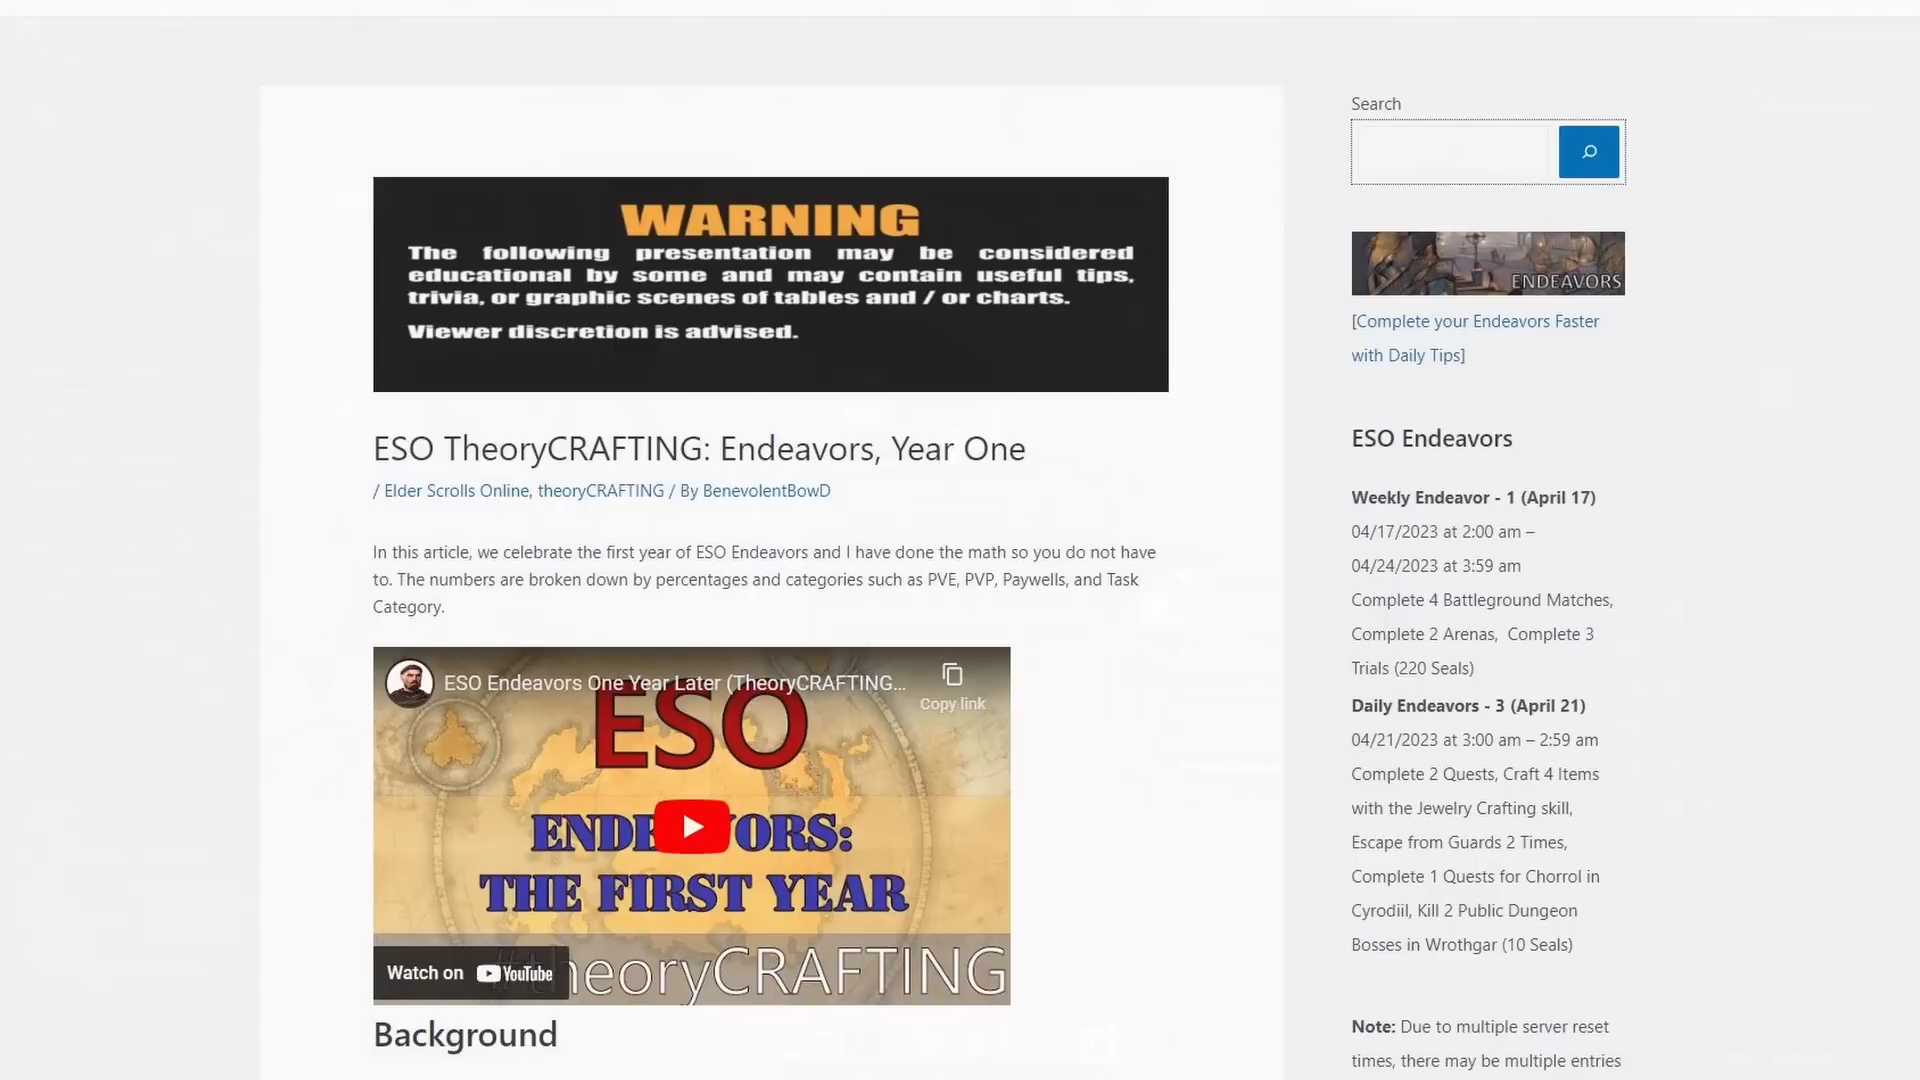 WARNING
The following presentation may be considered
educational by some and may contain useful tips,
trivia, or graphic scenes of tables and / or charts.
Viewer discretion is advised.
ESO TheoryCRAFTING: Endeavors, Year One
/ Elder Scrolls Online, theoryCRAFTING / By BenevolentBowD
In this article, we celebrate the first year of ESO Endeavors and I have done the math so you do not have
to. The numbers are broken down by percentages and categories such as PVE, PVP, Paywells, and Task
Category.
ESO Endeavors One Year Later (TheoryCRAFTING...
Copy link
ESO
ENDEAVORS:
THE FIRST YEAR
Watch on YouTube
#theoryCRAFTING
Background
Search
ENDEAVORS
[Complete your Endeavors Faster
with Daily Tips]
ESO Endeavors
Weekly Endeavor - 1 (April 17)
04/17/2023 at 2:00 am –
04/24/2023 at 3:59 am
Complete 4 Battleground Matches,
Complete 2 Arenas, Complete 3
Trials (220 Seals)
Daily Endeavors - 3 (April 21)
04/21/2023 at 3:00 am – 2:59 am
Complete 2 Quests, Craft 4 Items
with the Jewelry Crafting skill,
Escape from Guards 2 Times,
Complete 1 Quests for Chorrol in
Cyrodiil, Kill 2 Public Dungeon
Bosses in Wrothgar (10 Seals)
Note: Due to multiple server reset
times, there may be multiple entries